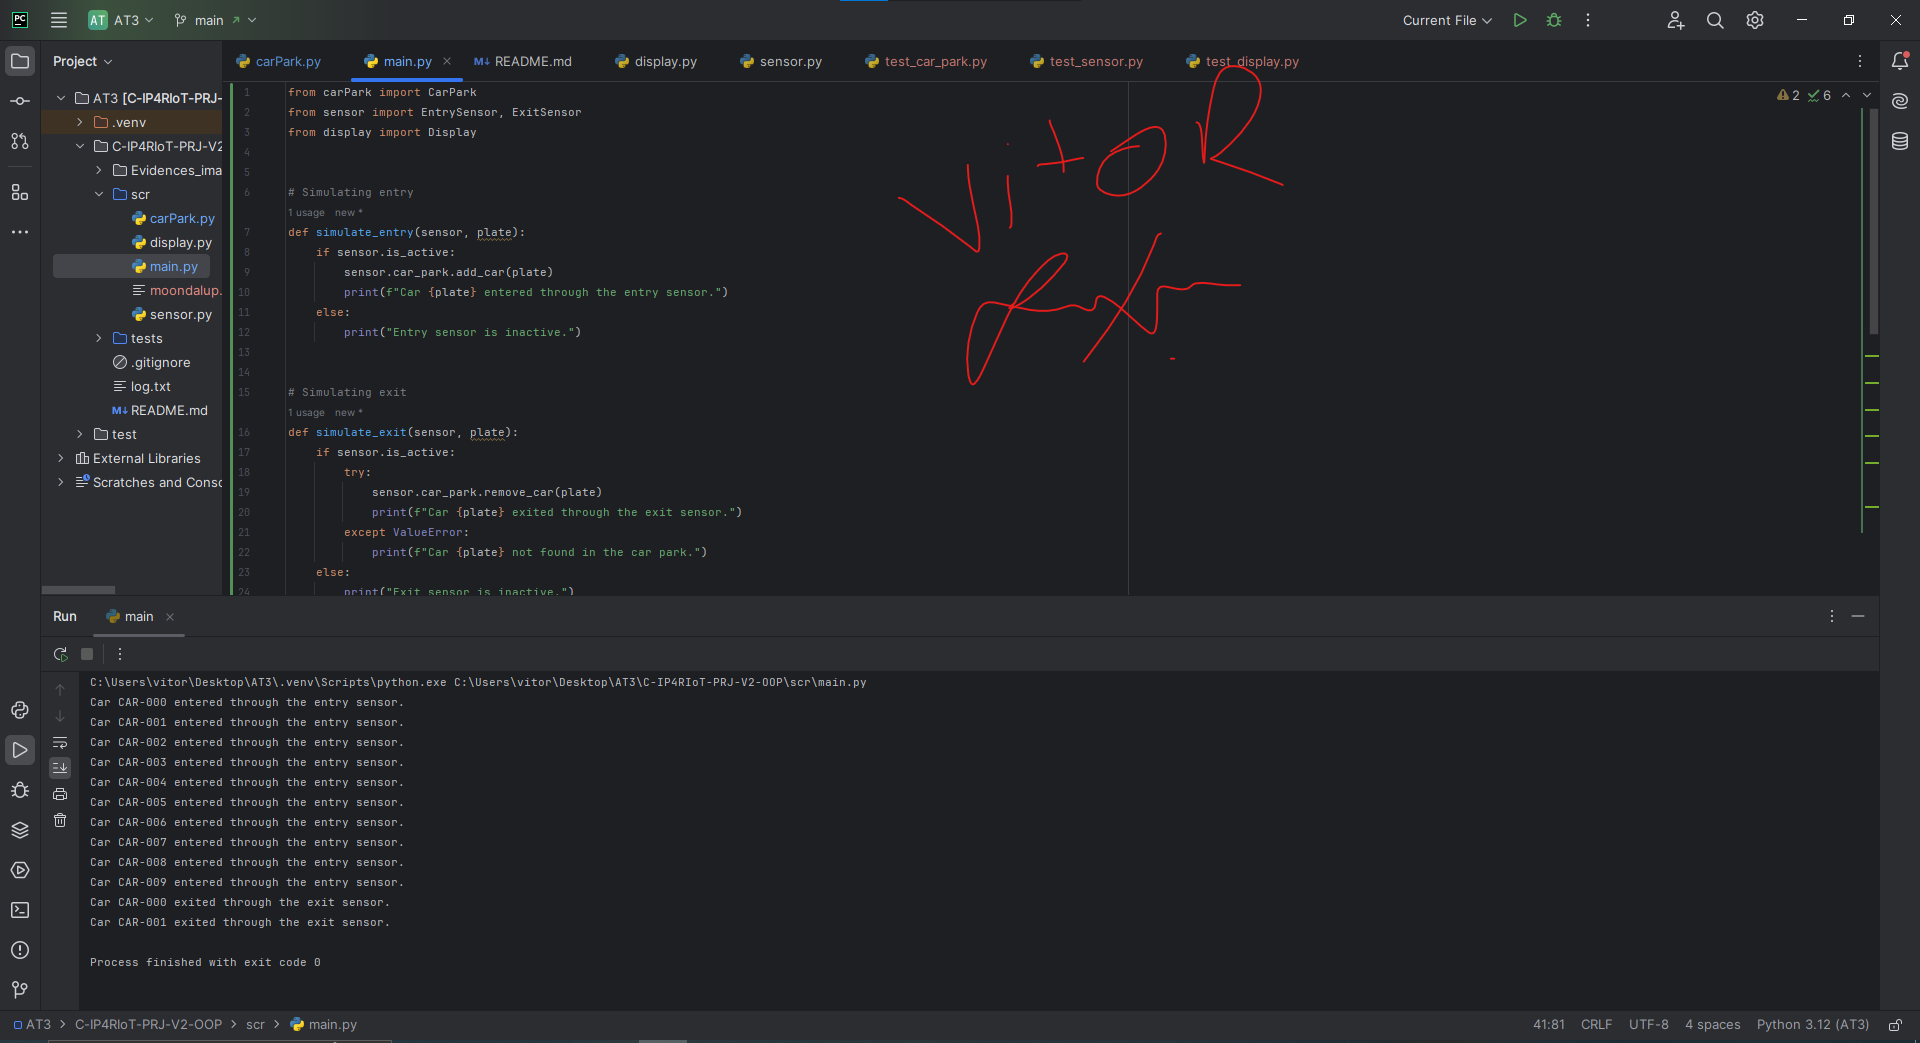 PC AT AT3 main Current File
Project
carPark.py main.py README.md display.py sensor.py test_car_park.py test_sensor.py test_display.py
AT3 [C-IP4RIoT-PRJ-
.venv
C-IP4RIoT-PRJ-V2
Evidences_ima
scr
carPark.py
display.py
main.py
moondalup.
sensor.py
tests
.gitignore
log.txt
README.md
test
External Libraries
Scratches and Consc
2 6
1 from carPark import CarPark
2 from sensor import EntrySensor, ExitSensor
3 from display import Display
4
5
6 # Simulating entry
1 usage new *
7 def simulate_entry(sensor, plate):
8 if sensor.is_active:
9 sensor.car_park.add_car(plate)
10 print(f"Car {plate} entered through the entry sensor.")
11 else:
12 print("Entry sensor is inactive.")
13
14
15 # Simulating exit
1 usage new *
16 def simulate_exit(sensor, plate):
17 if sensor.is_active:
18 try:
19 sensor.car_park.remove_car(plate)
20 print(f"Car {plate} exited through the exit sensor.")
21 except ValueError:
22 print(f"Car {plate} not found in the car park.")
23 else:
24 print("Exit sensor is inactive.")
VitoR
Run main
C:\Users\vitor\Desktop\AT3\.venv\Scripts\python.exe C:\Users\vitor\Desktop\AT3\C-IP4RIoT-PRJ-V2-OOP\scr\main.py
Car CAR-000 entered through the entry sensor.
Car CAR-001 entered through the entry sensor.
Car CAR-002 entered through the entry sensor.
Car CAR-003 entered through the entry sensor.
Car CAR-004 entered through the entry sensor.
Car CAR-005 entered through the entry sensor.
Car CAR-006 entered through the entry sensor.
Car CAR-007 entered through the entry sensor.
Car CAR-008 entered through the entry sensor.
Car CAR-009 entered through the entry sensor.
Car CAR-000 exited through the exit sensor.
Car CAR-001 exited through the exit sensor.
Process finished with exit code 0
AT3 > C-IP4RIoT-PRJ-V2-OOP > scr > main.py 41:81 CRLF UTF-8 4 spaces Python 3.12 (AT3)